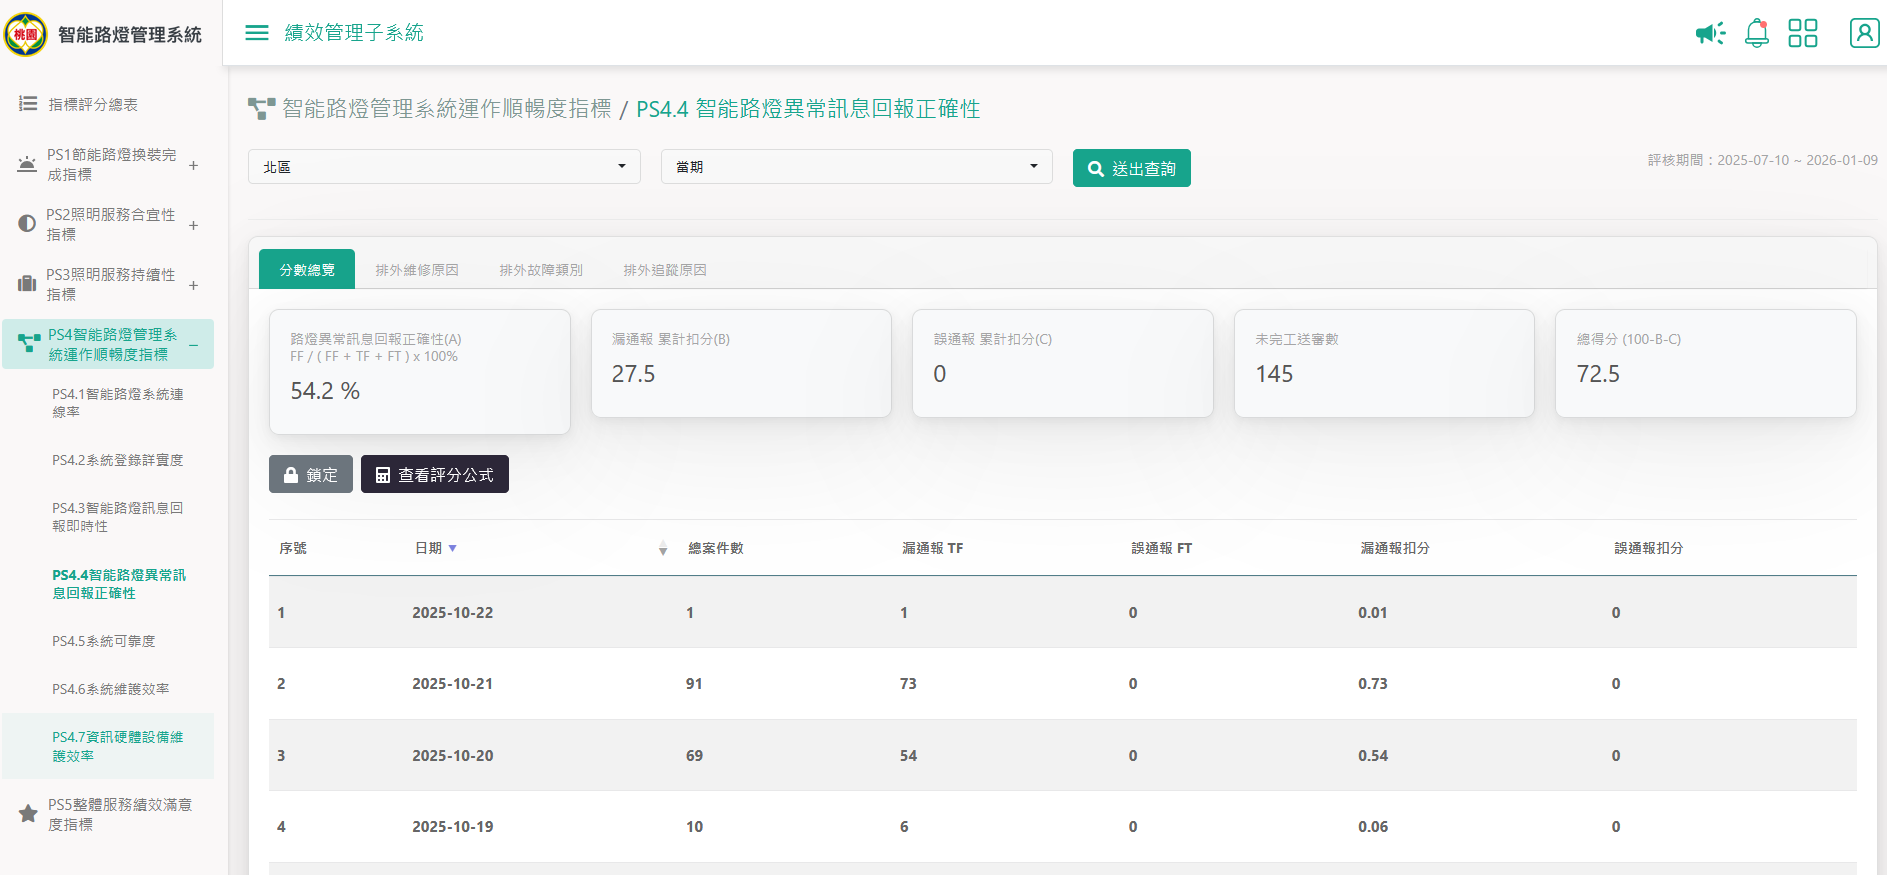 桃園
智能路燈管理系統
績效管理子系統
指標評分總表
PS1節能路燈換裝完
成指標
+
PS2照明服務合宜性
指標
+
PS3照明服務持續性
指標
+
PS4智能路燈管理系
統運作順暢度指標
−
PS4.1智能路燈系統連
線率
PS4.2系統登錄詳實度
PS4.3智能路燈訊息回
報即時性
PS4.4智能路燈異常訊
息回報正確性
PS4.5系統可靠度
PS4.6系統維護效率
PS4.7資訊硬體設備維
護效率
PS5整體服務績效滿意
度指標
智能路燈管理系統運作順暢度指標 / PS4.4 智能路燈異常訊息回報正確性
北區
當期
送出查詢
評核期間：2025-07-10 ~ 2026-01-09
分數總覽
排外維修原因
排外故障類別
排外追蹤原因
路燈異常訊息回報正確性(A)
FF / ( FF + TF + FT ) x 100%
54.2 %
漏通報 累計扣分(B)
27.5
誤通報 累計扣分(C)
0
未完工送審數
145
總得分 (100-B-C)
72.5
鎖定
查看評分公式
序號 日期 總案件數 漏通報 TF 誤通報 FT 漏通報扣分 誤通報扣分
1 2025-10-22 1 1 0 0.01 0
2 2025-10-21 91 73 0 0.73 0
3 2025-10-20 69 54 0 0.54 0
4 2025-10-19 10 6 0 0.06 0